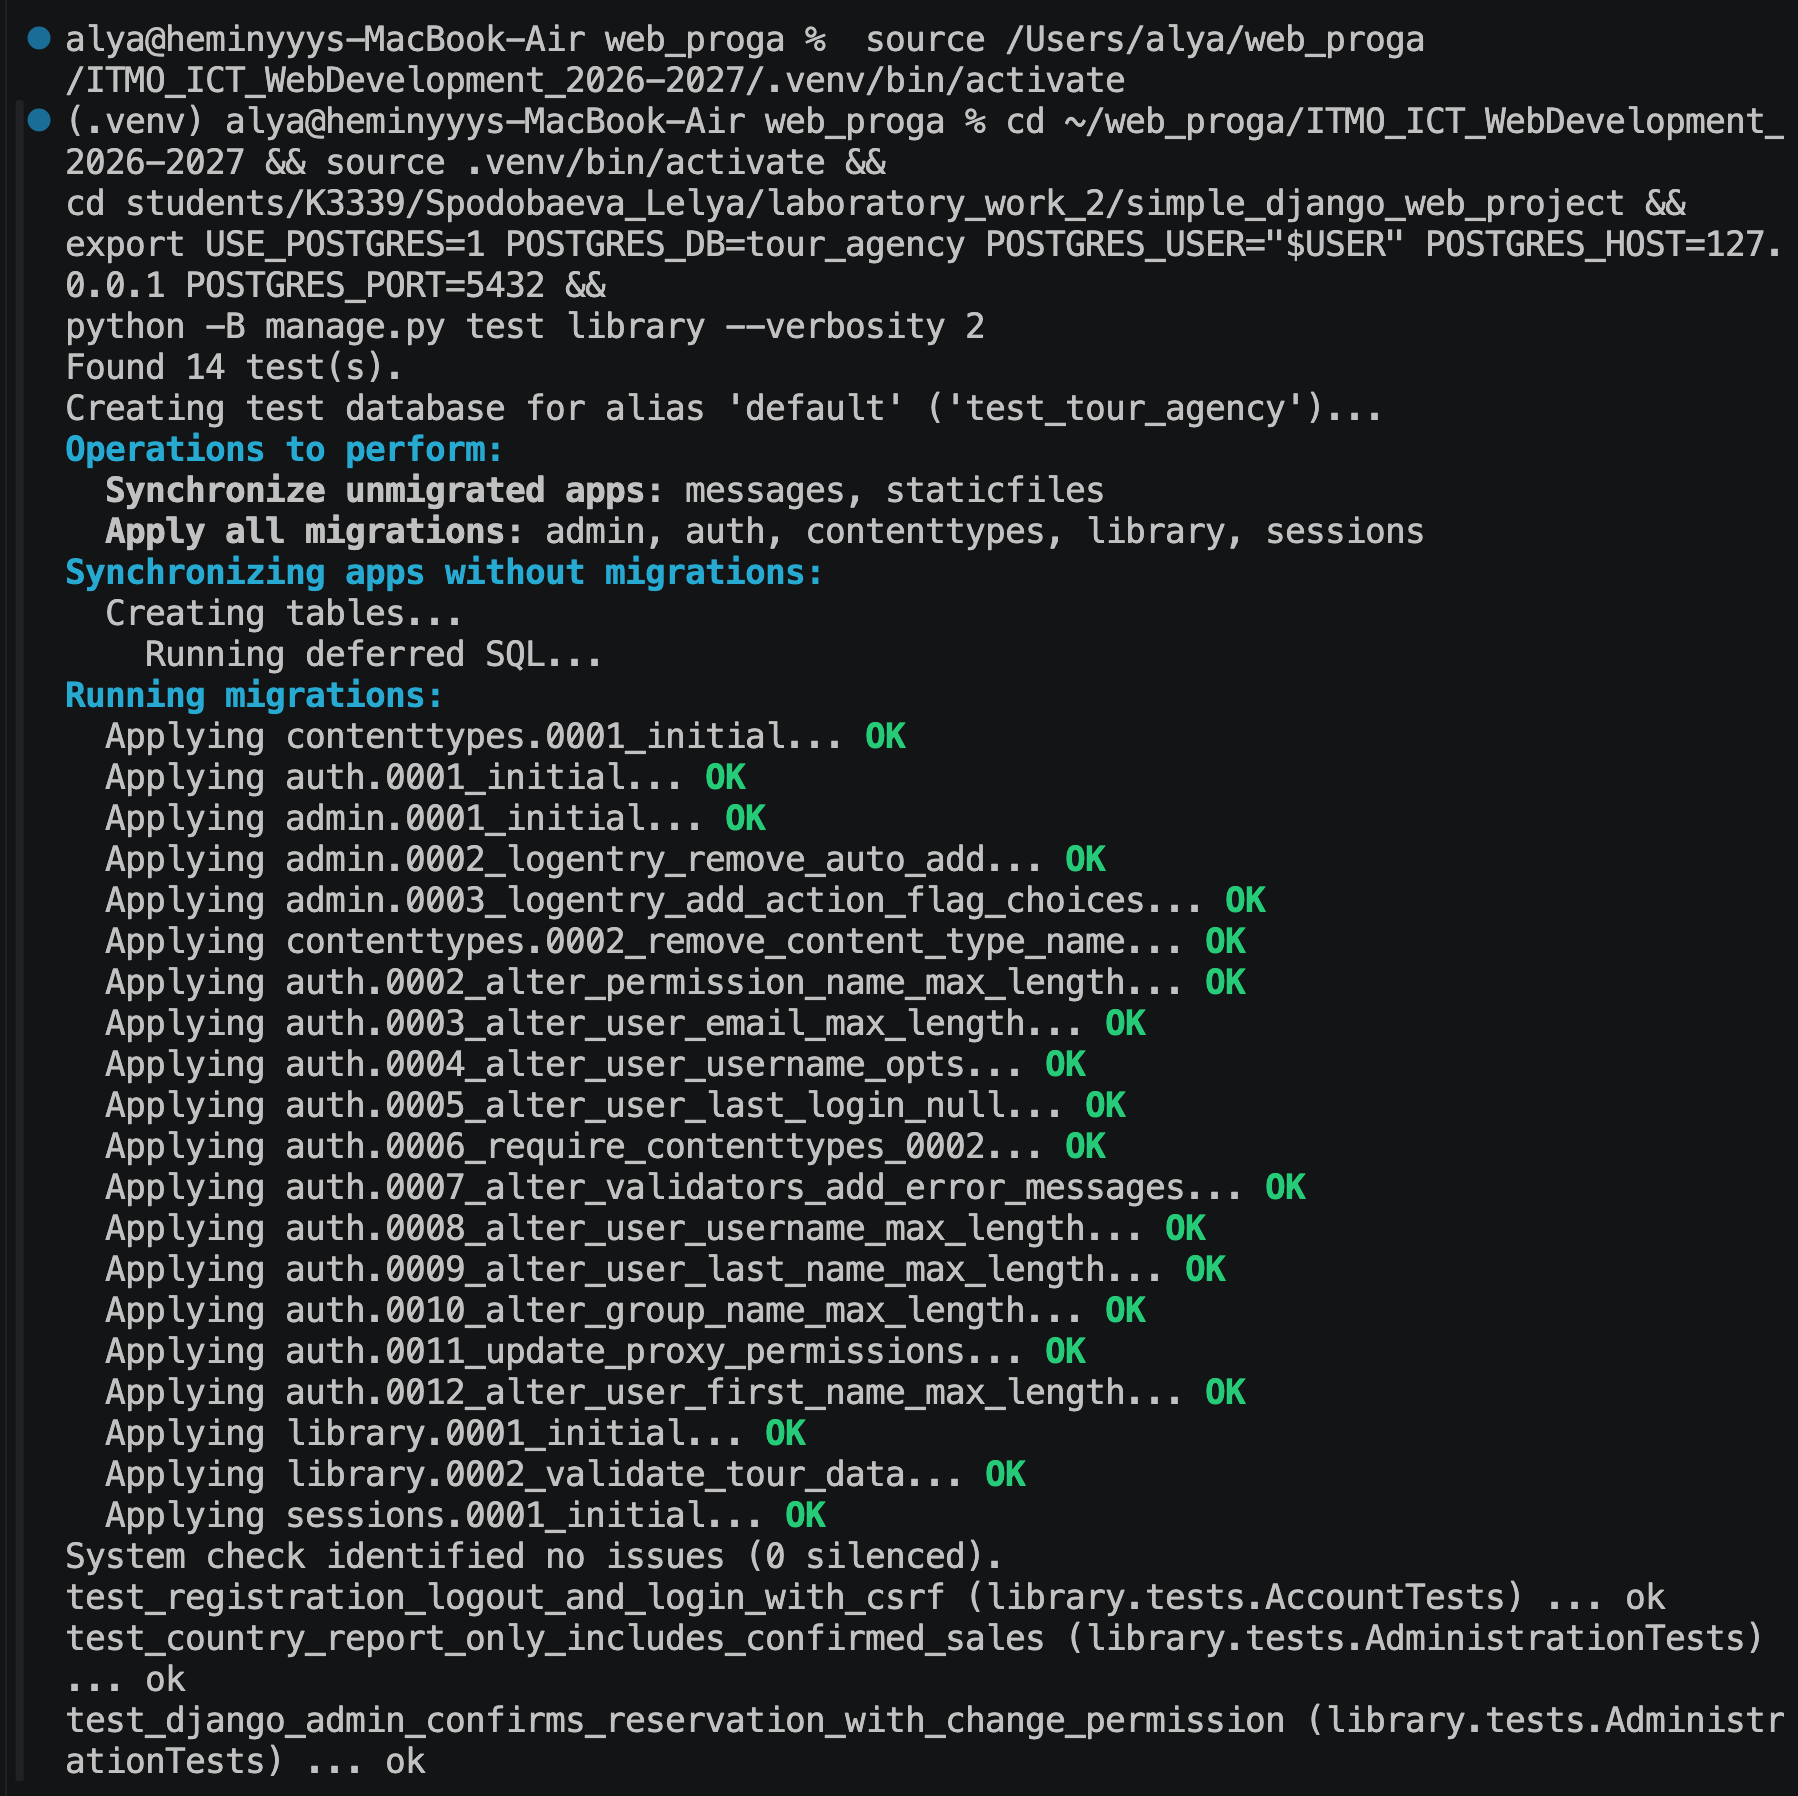 alya@heminyyys-MacBook-Air web_proga %  source /Users/alya/web_proga
/ITMO_ICT_WebDevelopment_2026-2027/.venv/bin/activate
(.venv) alya@heminyyys-MacBook-Air web_proga % cd ~/web_proga/ITMO_ICT_WebDevelopment_
2026-2027 && source .venv/bin/activate &&
cd students/K3339/Spodobaeva_Lelya/laboratory_work_2/simple_django_web_project &&
export USE_POSTGRES=1 POSTGRES_DB=tour_agency POSTGRES_USER="$USER" POSTGRES_HOST=127.
0.0.1 POSTGRES_PORT=5432 &&
python -B manage.py test library --verbosity 2
Found 14 test(s).
Creating test database for alias 'default' ('test_tour_agency')...
Operations to perform:
  Synchronize unmigrated apps: messages, staticfiles
  Apply all migrations: admin, auth, contenttypes, library, sessions
Synchronizing apps without migrations:
  Creating tables...
    Running deferred SQL...
Running migrations:
  Applying contenttypes.0001_initial... OK
  Applying auth.0001_initial... OK
  Applying admin.0001_initial... OK
  Applying admin.0002_logentry_remove_auto_add... OK
  Applying admin.0003_logentry_add_action_flag_choices... OK
  Applying contenttypes.0002_remove_content_type_name... OK
  Applying auth.0002_alter_permission_name_max_length... OK
  Applying auth.0003_alter_user_email_max_length... OK
  Applying auth.0004_alter_user_username_opts... OK
  Applying auth.0005_alter_user_last_login_null... OK
  Applying auth.0006_require_contenttypes_0002... OK
  Applying auth.0007_alter_validators_add_error_messages... OK
  Applying auth.0008_alter_user_username_max_length... OK
  Applying auth.0009_alter_user_last_name_max_length... OK
  Applying auth.0010_alter_group_name_max_length... OK
  Applying auth.0011_update_proxy_permissions... OK
  Applying auth.0012_alter_user_first_name_max_length... OK
  Applying library.0001_initial... OK
  Applying library.0002_validate_tour_data... OK
  Applying sessions.0001_initial... OK
System check identified no issues (0 silenced).
test_registration_logout_and_login_with_csrf (library.tests.AccountTests) ... ok
test_country_report_only_includes_confirmed_sales (library.tests.AdministrationTests)
... ok
test_django_admin_confirms_reservation_with_change_permission (library.tests.Administr
ationTests) ... ok